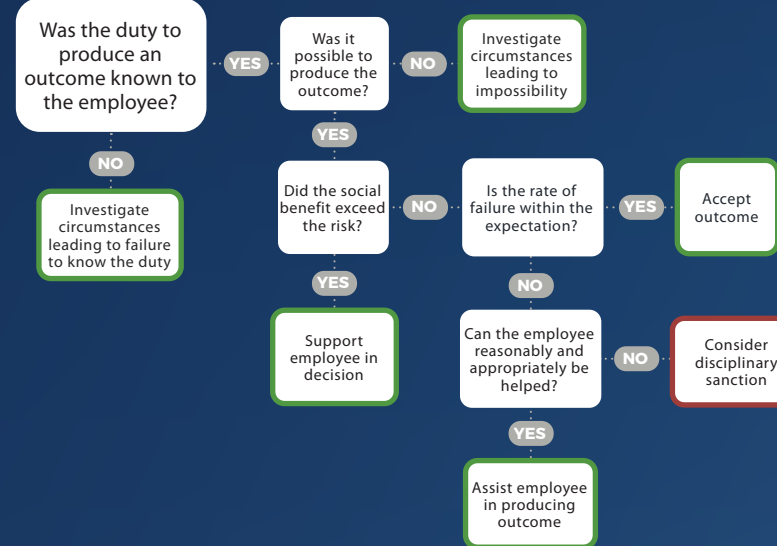 Was the duty to
produce an
outcome known to
the employee?
YES
Was it
possible to
produce the
outcome?
NO
Investigate
circumstances
leading to
impossibility
NO
YES
Investigate
circumstances
leading to failure
to know the duty
Did the social
benefit exceed
the risk?
NO
Is the rate of
failure within the
expectation?
YES
Accept
outcome
YES
NO
Support
employee in
decision
Can the employee
reasonably and
appropriately be
helped?
NO
Consider
disciplinary
sanction
YES
Assist employee
in producing
outcome